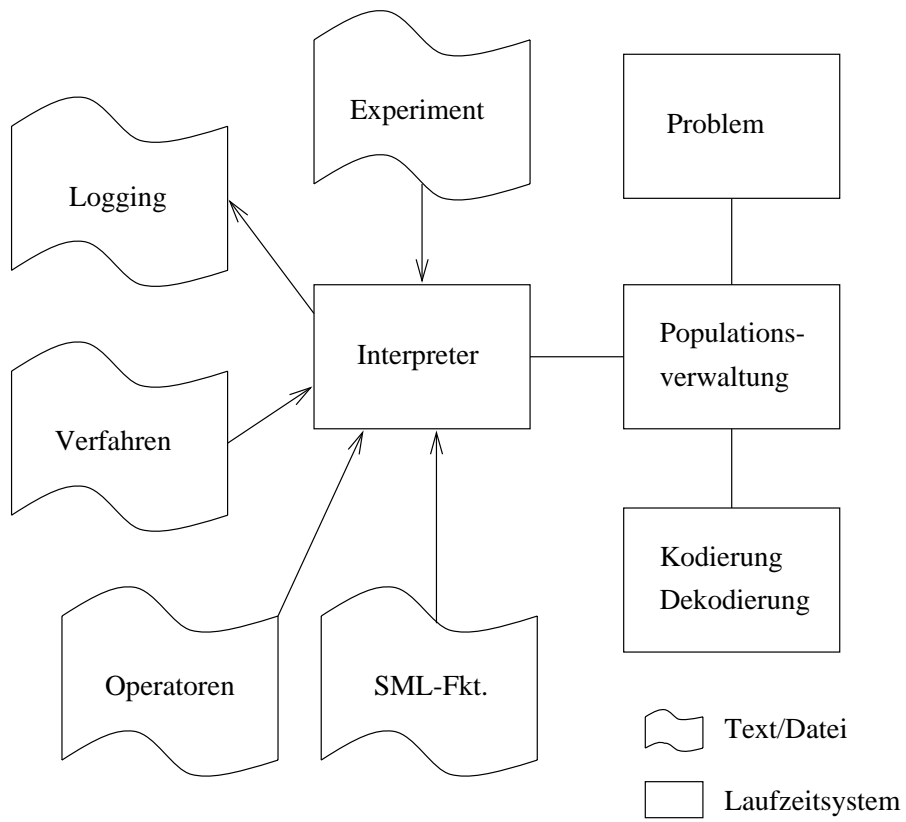 Experiment
Problem
Logging
Interpreter
Populations-
verwaltung
Verfahren
Kodierung
Dekodierung
Operatoren
SML-Fkt.
Text/Datei
Laufzeitsystem